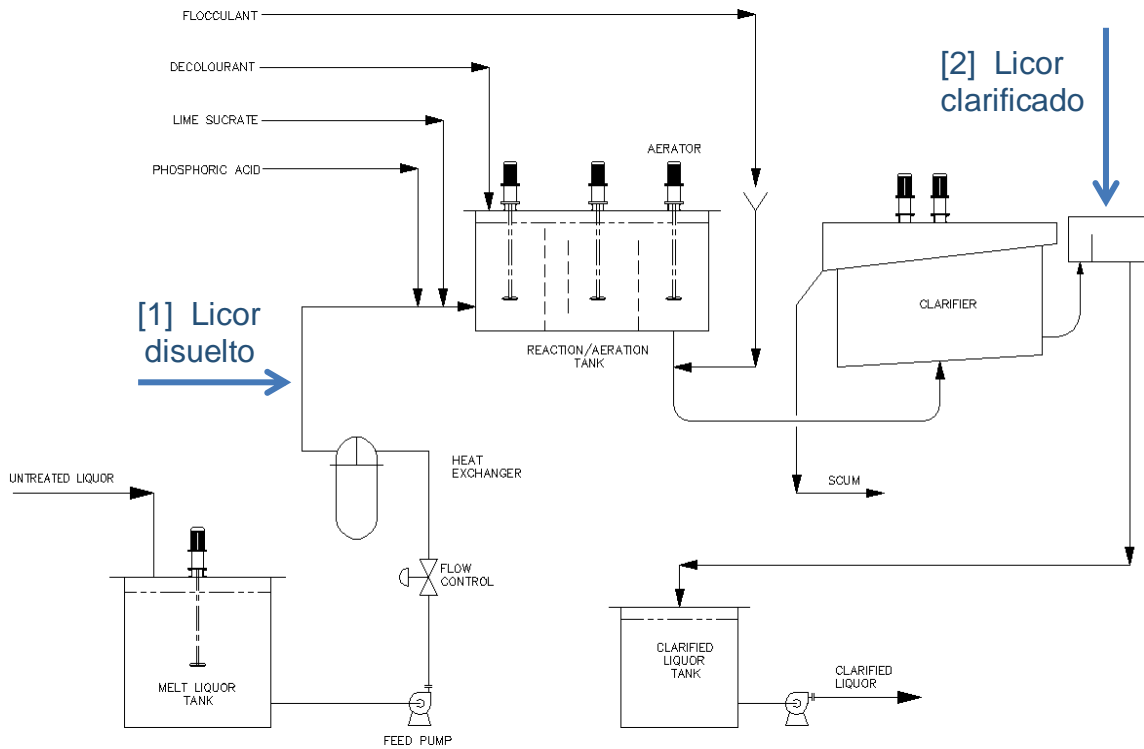 FLOCCULANT
DECOLOURANT
LIME SUCRATE
PHOSPHORIC ACID
AERATOR
[2] Licor
clarificado
[1] Licor
disuelto
REACTION/AERATION
TANK
CLARIFIER
HEAT
EXCHANGER
SCUM
UNTREATED LIQUOR
FLOW
CONTROL
MELT LIQUOR
TANK
FEED PUMP
CLARIFIED
LIQUOR
TANK
CLARIFIED
LIQUOR